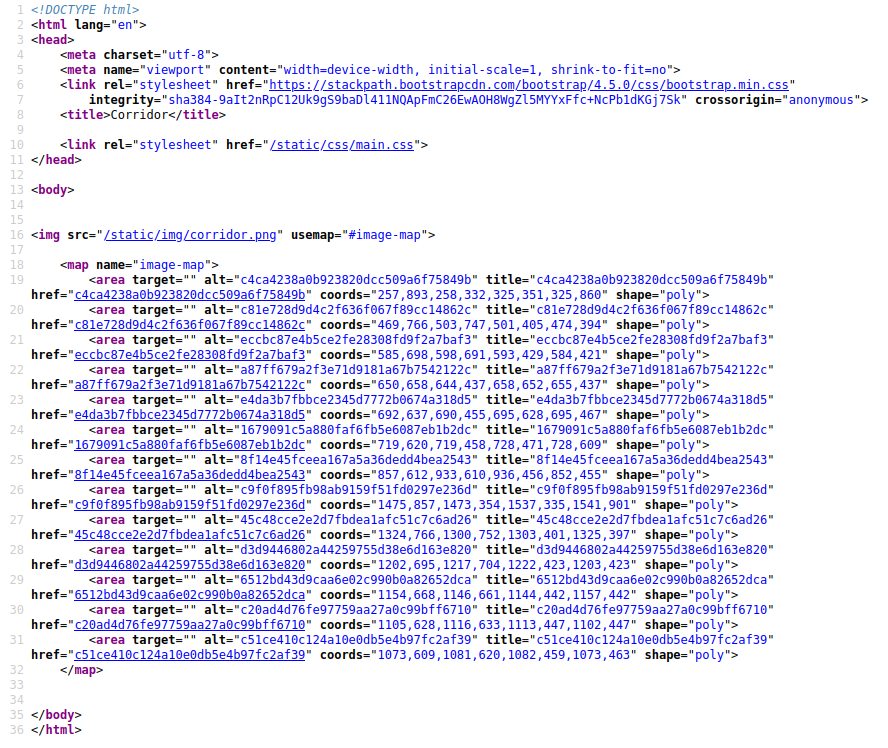 1 <!DOCTYPE html>
2 <html lang="en">
3 <head>
4 <meta charset="utf-8">
5 <meta name="viewport" content="width=device-width, initial-scale=1, shrink-to-fit=no">
6 <link rel="stylesheet" href="https://stackpath.bootstrapcdn.com/bootstrap/4.5.0/css/bootstrap.min.css"
7 integrity="sha384-9aIt2nRpC12Uk9gS9baDl411NQApFmC26EwAOH8WgZl5MYYxFfc+NcPb1dKGj7Sk" crossorigin="anonymous">
8 <title>Corridor</title>
9
10 <link rel="stylesheet" href="/static/css/main.css">
11 </head>
12
13 <body>
14
15
16 <img src="/static/img/corridor.png" usemap="#image-map">
17
18 <map name="image-map">
19 <area target="" alt="c4ca4238a0b923820dcc509a6f75849b" title="c4ca4238a0b923820dcc509a6f75849b"
href="c4ca4238a0b923820dcc509a6f75849b" coords="257,893,258,332,325,351,325,860" shape="poly">
20 <area target="" alt="c81e728d9d4c2f636f067f89cc14862c" title="c81e728d9d4c2f636f067f89cc14862c"
href="c81e728d9d4c2f636f067f89cc14862c" coords="469,766,503,747,501,405,474,394" shape="poly">
21 <area target="" alt="eccbc87e4b5ce2fe28308fd9f2a7baf3" title="eccbc87e4b5ce2fe28308fd9f2a7baf3"
href="eccbc87e4b5ce2fe28308fd9f2a7baf3" coords="585,698,598,691,593,429,584,421" shape="poly">
22 <area target="" alt="a87ff679a2f3e71d9181a67b7542122c" title="a87ff679a2f3e71d9181a67b7542122c"
href="a87ff679a2f3e71d9181a67b7542122c" coords="650,658,644,437,658,652,655,437" shape="poly">
23 <area target="" alt="e4da3b7fbbce2345d7772b0674a318d5" title="e4da3b7fbbce2345d7772b0674a318d5"
href="e4da3b7fbbce2345d7772b0674a318d5" coords="692,637,690,455,695,628,695,467" shape="poly">
24 <area target="" alt="1679091c5a880faf6fb5e6087eb1b2dc" title="1679091c5a880faf6fb5e6087eb1b2dc"
href="1679091c5a880faf6fb5e6087eb1b2dc" coords="719,620,719,458,728,471,728,609" shape="poly">
25 <area target="" alt="8f14e45fceea167a5a36dedd4bea2543" title="8f14e45fceea167a5a36dedd4bea2543"
href="8f14e45fceea167a5a36dedd4bea2543" coords="857,612,933,610,936,456,852,455" shape="poly">
26 <area target="" alt="c9f0f895fb98ab9159f51fd0297e236d" title="c9f0f895fb98ab9159f51fd0297e236d"
href="c9f0f895fb98ab9159f51fd0297e236d" coords="1475,857,1473,354,1537,335,1541,901" shape="poly">
27 <area target="" alt="45c48cce2e2d7fbdea1afc51c7c6ad26" title="45c48cce2e2d7fbdea1afc51c7c6ad26"
href="45c48cce2e2d7fbdea1afc51c7c6ad26" coords="1324,766,1300,752,1303,401,1325,397" shape="poly">
28 <area target="" alt="d3d9446802a44259755d38e6d163e820" title="d3d9446802a44259755d38e6d163e820"
href="d3d9446802a44259755d38e6d163e820" coords="1202,695,1217,704,1222,423,1203,423" shape="poly">
29 <area target="" alt="6512bd43d9caa6e02c990b0a82652dca" title="6512bd43d9caa6e02c990b0a82652dca"
href="6512bd43d9caa6e02c990b0a82652dca" coords="1154,668,1146,661,1144,442,1157,442" shape="poly">
30 <area target="" alt="c20ad4d76fe97759aa27a0c99bff6710" title="c20ad4d76fe97759aa27a0c99bff6710"
href="c20ad4d76fe97759aa27a0c99bff6710" coords="1105,628,1116,633,1113,447,1102,447" shape="poly">
31 <area target="" alt="c51ce410c124a10e0db5e4b97fc2af39" title="c51ce410c124a10e0db5e4b97fc2af39"
href="c51ce410c124a10e0db5e4b97fc2af39" coords="1073,609,1081,620,1082,459,1073,463" shape="poly">
32 </map>
33
34
35 </body>
36 </html>